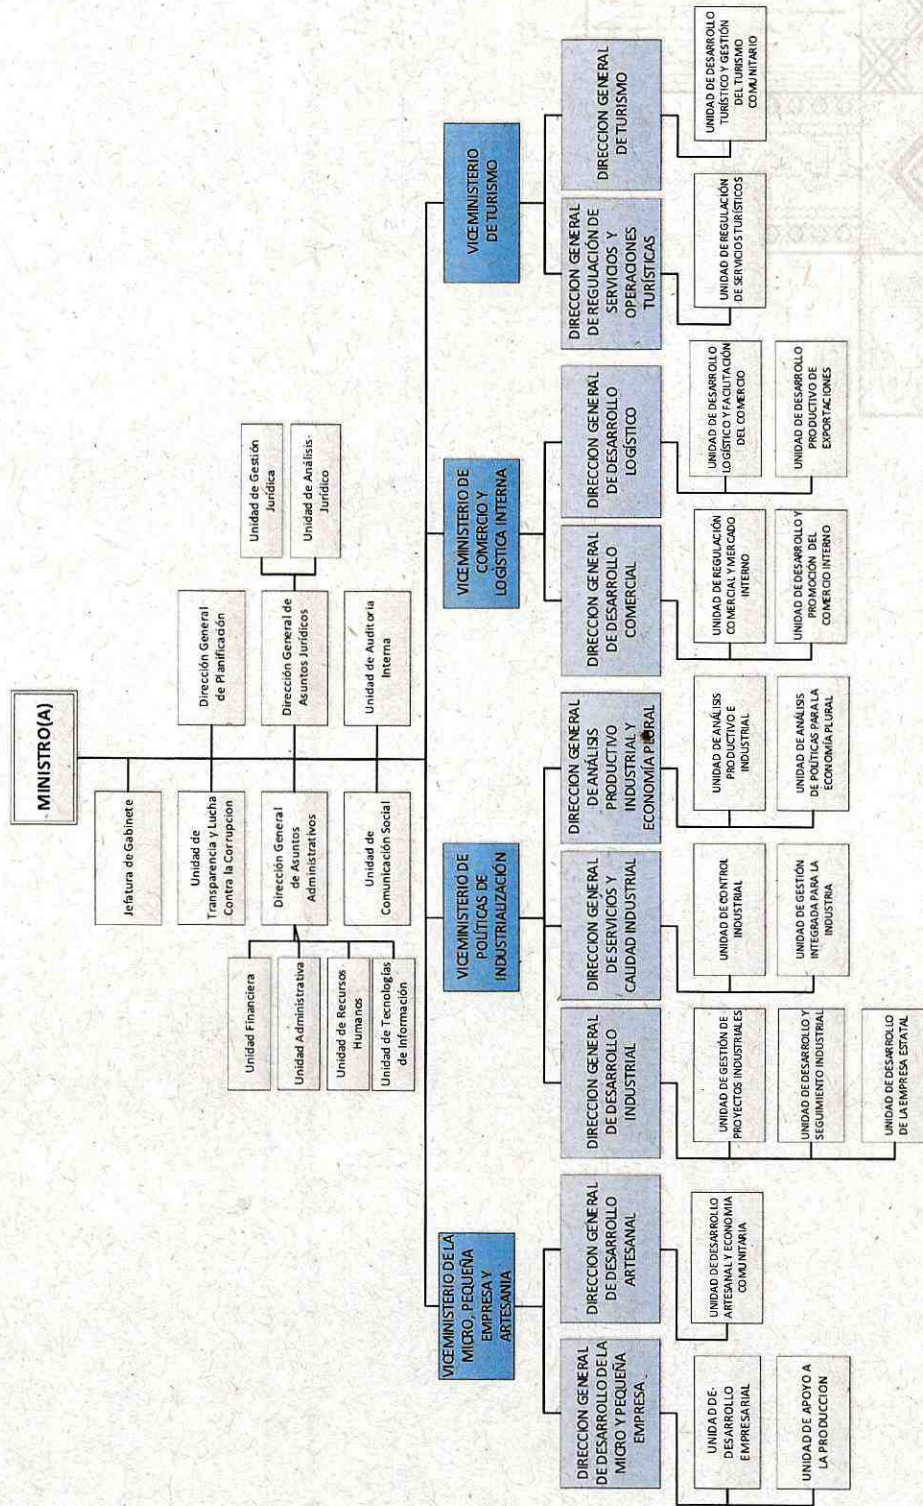 MINISTRO(A)
Jefatura de Gabinete
Unidad de
Transparencia y Lucha
Contra la Corrupcion
Dirección General
de Planificación
Dirección General
de Asuntos
Administrativos
Dirección General de
Asuntos Jurídicos
Unidad de Gestión
Jurídica
Unidad de Análisis
Jurídico
Unidad de
Comunicación Social
Unidad de Auditoria
Interna
Unidad Financiera
Unidad Administrativa
Unidad de Recursos
Humanos
Unidad de Tecnologías
de Información
VICEMINISTERIO DE LA
MICRO, PEQUEÑA
EMPRESA Y
ARTESANIA
DIRECCION GENERAL
DE DESARROLLO DE LA
MICRO Y PEQUEÑA
EMPRESA
UNIDAD DE
DESARROLLO
EMPRESARIAL
UNIDAD DE APOYO A
LA PRODUCCION
DIRECCION GENERAL
DE DESARROLLO
ARTESANAL
UNIDAD DE DESARROLLO
ARTESANAL Y ECONOMIA
COMUNITARIA
VICEMINISTERIO DE
POLÍTICAS DE
INDUSTRIALIZACIÓN
DIRECCION GENERAL
DE DESARROLLO
INDUSTRIAL
UNIDAD DE GESTIÓN DE
PROYECTOS INDUSTRIALES
UNIDAD DE DESARROLLO Y
SEGUIMIENTO INDUSTRIAL
UNIDAD DE DESARROLLO
DE LA EMPRESA ESTATAL
DIRECCION GENERAL
DE SERVICIOS Y
CALIDAD INDUSTRIAL
UNIDAD DE CONTROL
INDUSTRIAL
UNIDAD DE GESTIÓN
INTEGRADA PARA LA
INDUSTRIA
DIRECCION GENERAL
DE ANÁLISIS
PRODUCTIVO
INDUSTRIAL Y
ECONOMÍA PLURAL
UNIDAD DE ANÁLISIS
PRODUCTIVO E
INDUSTRIAL
UNIDAD DE ANÁLISIS
DE POLÍTICAS PARA LA
ECONOMÍA PLURAL
VICEMINISTERIO DE
COMERCIO Y
LOGÍSTICA INTERNA
DIRECCION GENERAL
DE DESARROLLO
COMERCIAL
UNIDAD DE REGULACIÓN
COMERCIAL Y MERCADO
INTERNO
UNIDAD DE DESARROLLO Y
PROMOCIÓN DEL
COMERCIO INTERNO
DIRECCION GENERAL
DE DESARROLLO
LOGÍSTICO
UNIDAD DE DESARROLLO
LOGÍSTICO Y FACILITACIÓN
DEL COMERCIO
UNIDAD DE DESARROLLO
PRODUCTIVO DE
EXPORTACIONES
VICEMINISTERIO
DE TURISMO
DIRECCION GENERAL
DE REGULACIÓN DE
SERVICIOS Y
OPERACIONES
TURÍSTICAS
UNIDAD DE REGULACIÓN
DE SERVICIOS TURÍSTICOS
DIRECCION GENERAL
DE TURISMO
UNIDAD DE DESARROLLO
TURÍSTICO Y GESTIÓN
DEL TURISMO
COMUNITARIO